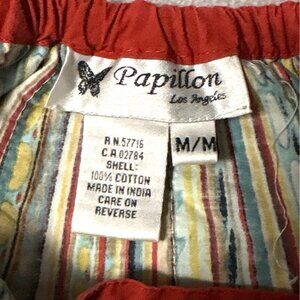 Papillon
Los Angeles
R.N.57716
C.A.02784
SHELL:
100% COTTON
MADE IN INDIA
CARE ON
REVERSE
M/M